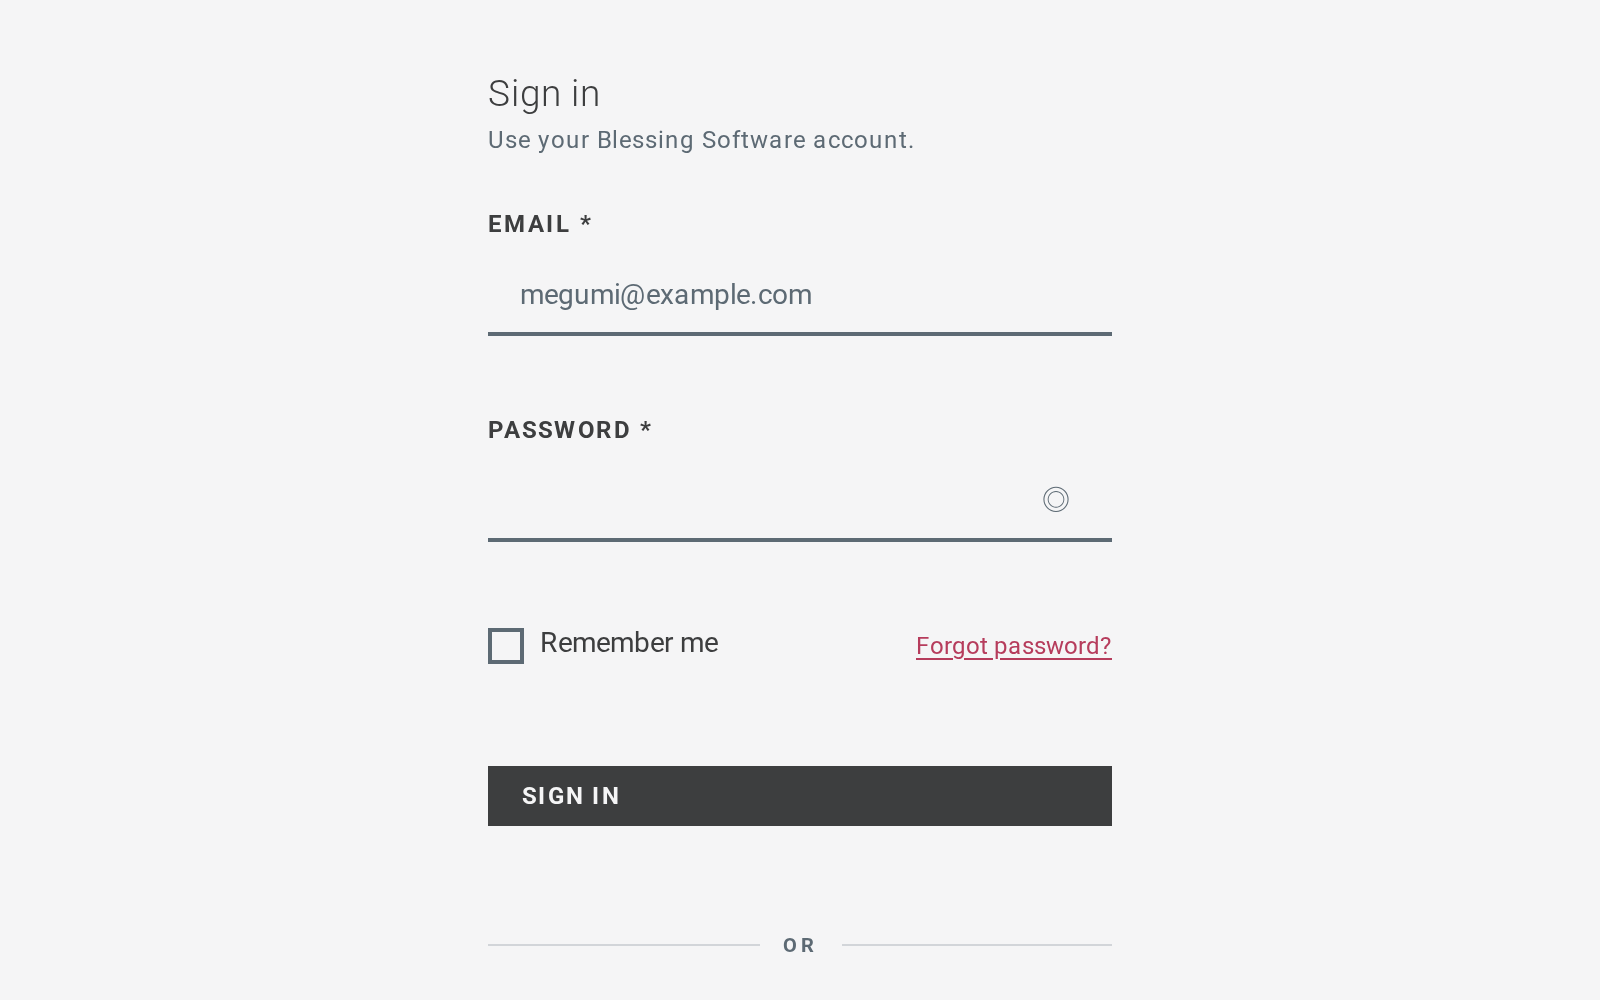 Sign in
Use your Blessing Software account.
EMAIL *
megumi@example.com
PASSWORD *
Remember me
Forgot password?
SIGN IN
OR